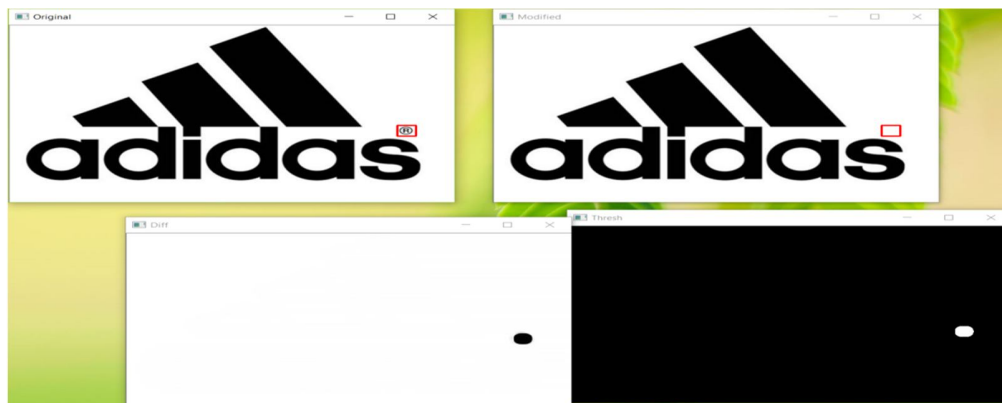 Original
Modified
®
adidas
adidas
Diff
Thresh